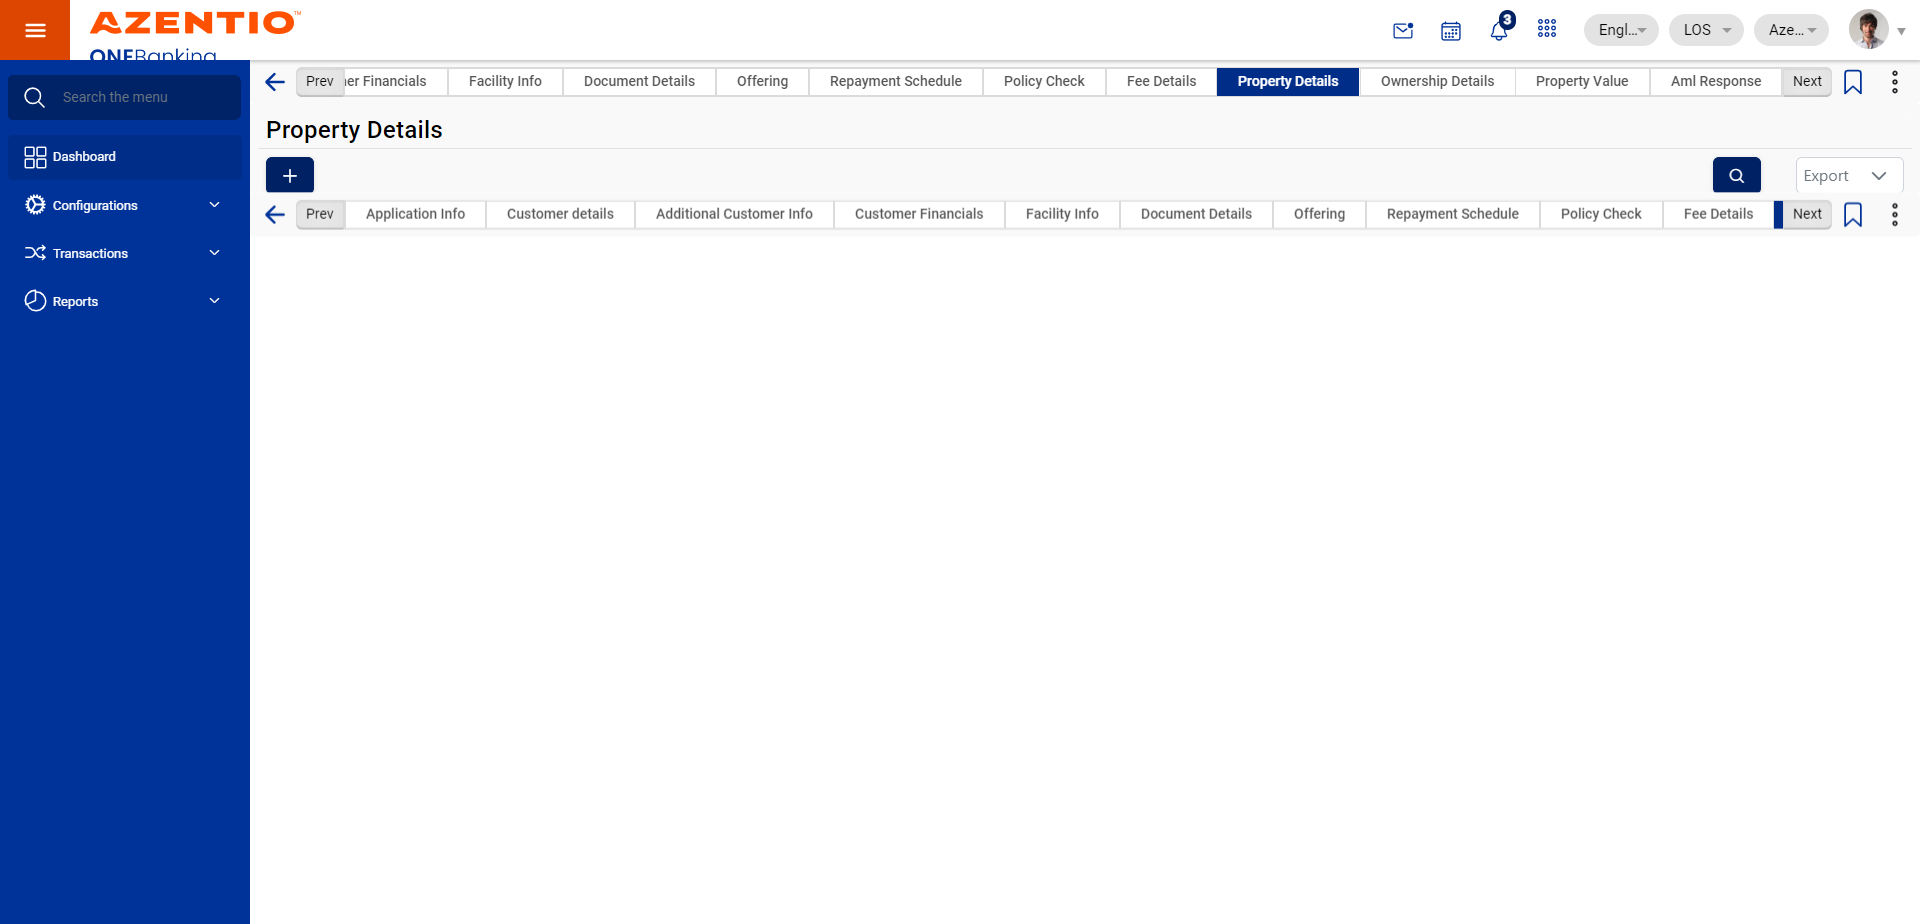 AZENTIO™
ONEBanking
3
Engl...
LOS
Aze...
Search the menu
Dashboard
Configurations
Transactions
Reports
Prev
er Financials
Facility Info
Document Details
Offering
Repayment Schedule
Policy Check
Fee Details
Property Details
Ownership Details
Property Value
Aml Response
Next
Property Details
+
Export
Prev
Application Info
Customer details
Additional Customer Info
Customer Financials
Facility Info
Document Details
Offering
Repayment Schedule
Policy Check
Fee Details
Next